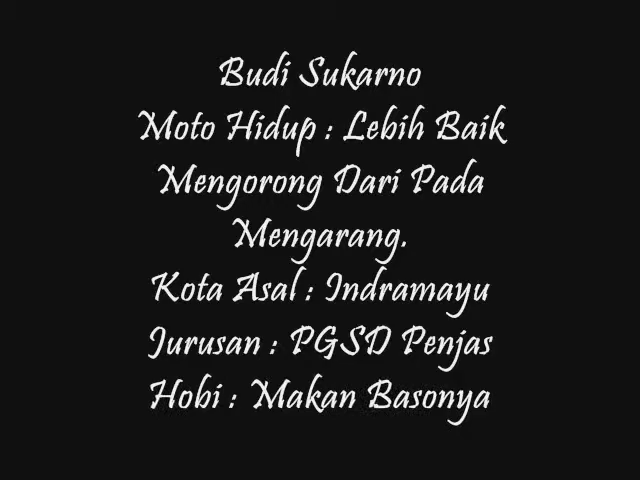 Budi Sukarno
Moto Hidup : Lebih Baik
Mengorong Dari Pada
Mengarang.
Kota Asal : Indramayu
Jurusan : PGSD Penjas
Hobi : Makan Basonya